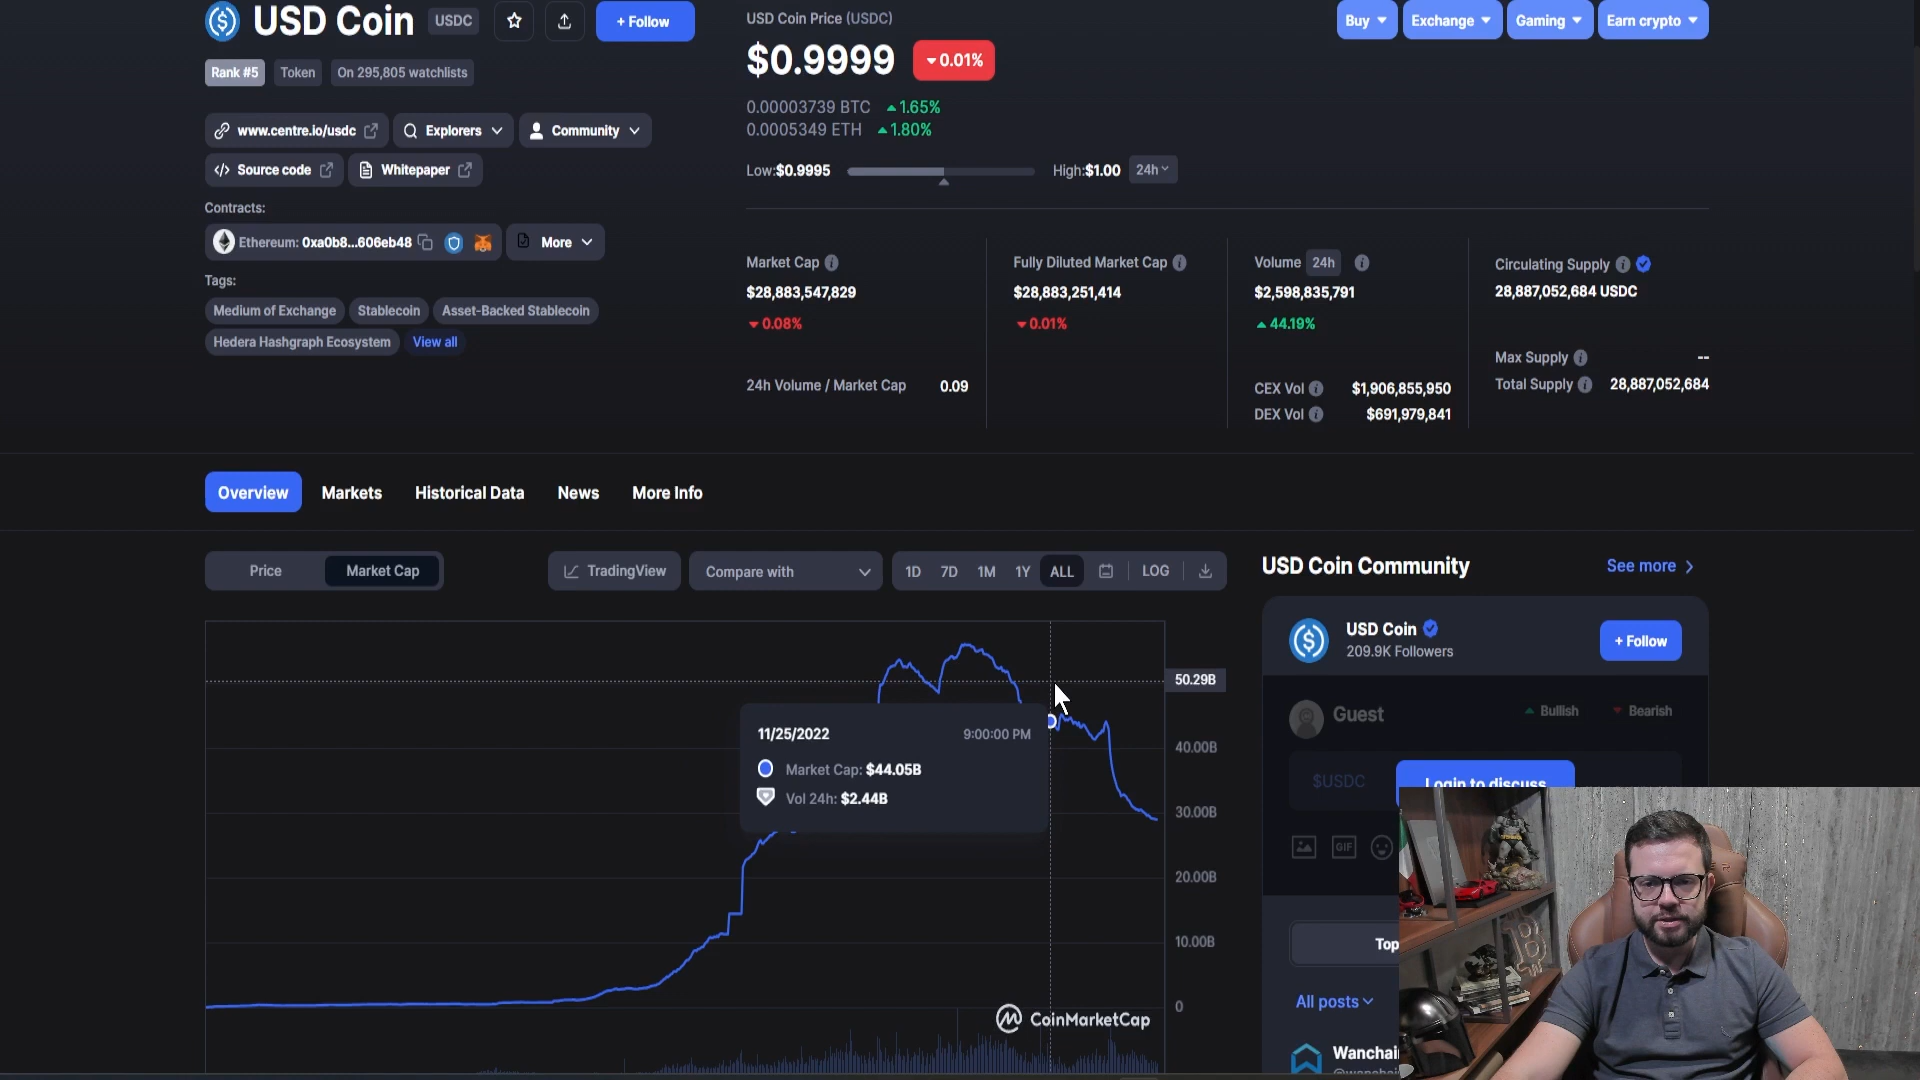 USD Coin USDC + Follow
Rank #5 Token On 295,805 watchlists
www.centre.io/usdc Explorers Community
Source code Whitepaper
Contracts:
Ethereum: 0xa0b8...606eb48 More
Tags:
Medium of Exchange Stablecoin Asset-Backed Stablecoin
Hedera Hashgraph Ecosystem View all
USD Coin Price (USDC)
$0.9999 0.01%
0.00003739 BTC 1.65%
0.0005349 ETH 1.80%
Low:$0.9995 High:$1.00 24h
Buy Exchange Gaming Earn crypto
Market Cap
$28,883,547,829
0.08%
24h Volume / Market Cap 0.09
Fully Diluted Market Cap
$28,883,251,414
0.01%
Volume 24h
$2,598,835,791
44.19%
CEX Vol $1,906,855,950
DEX Vol $691,979,841
Circulating Supply
28,887,052,684 USDC
Max Supply --
Total Supply 28,887,052,684
Overview Markets Historical Data News More Info
Price Market Cap TradingView Compare with 1D 7D 1M 1Y ALL LOG
50.29B
40.00B
30.00B
20.00B
10.00B
0
11/25/2022 9:00:00 PM
Market Cap: $44.05B
Vol 24h: $2.44B
CoinMarketCap
USD Coin Community See more
USD Coin + Follow
209.9K Followers
Guest Bullish Bearish
$USDC Login to discuss
GIF
Top
All posts
Wanchai